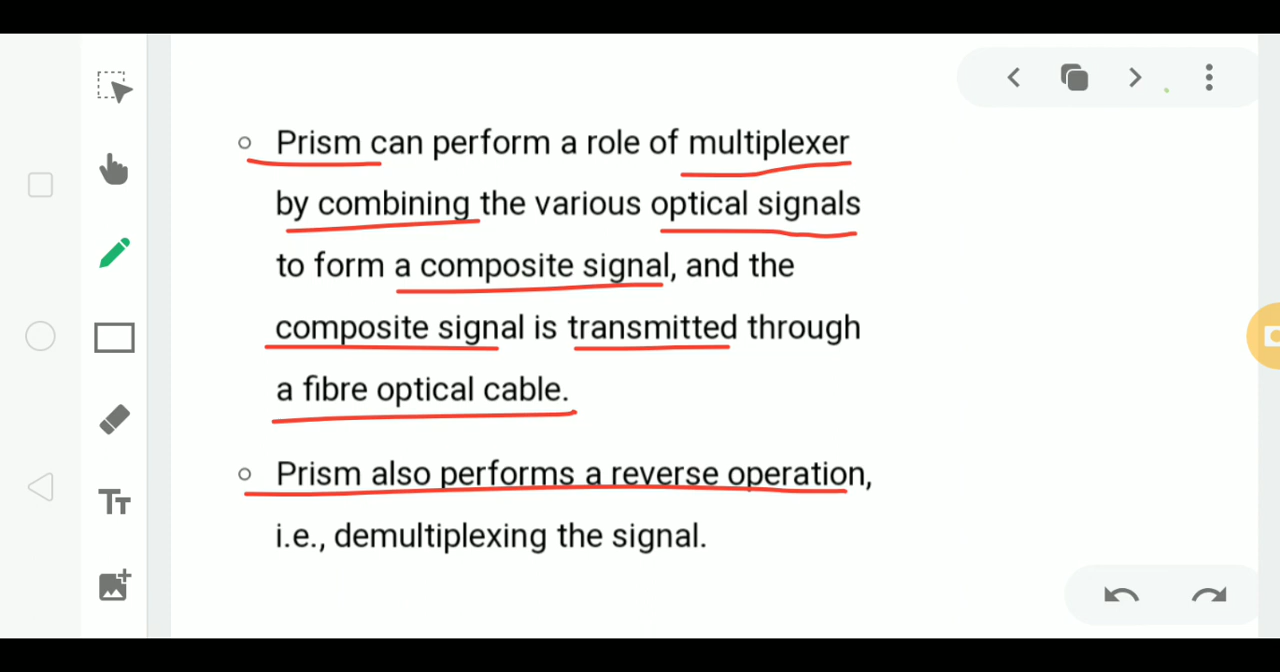 Prism can perform a role of multiplexer
by combining the various optical signals
to form a composite signal, and the
composite signal is transmitted through
a fibre optical cable.
Prism also performs a reverse operation,
i.e., demultiplexing the signal.
TT